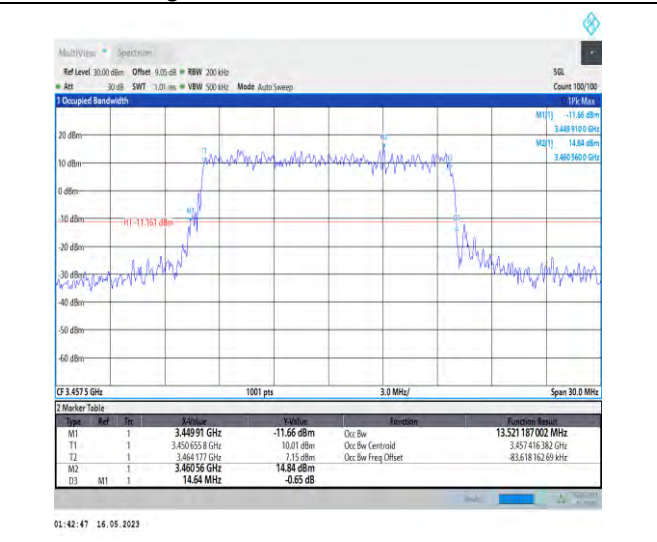 MultiView Spectrum
Ref Level 30.00 dBm Offset 9.05 dB RBW 200 kHz SGL
Att 30 dB SWT 1.01 ms VBW 500 kHz Mode Auto Sweep Count 100/100
1 Occupied Bandwidth 1Pk Max
M1[1] -11.66 dBm
3.449 910 0 GHz
20 dBm M2[1] 14.84 dBm
10 dBm 3.460 560 0 GHz
0 dBm
-10 dBm
H1 -11.161 dBm
-20 dBm
-30 dBm
-40 dBm
-50 dBm
-60 dBm
CF 3.457 5 GHz 1001 pts 3.0 MHz/ Span 30.0 MHz
2 Marker Table
Type Ref Trc X-Value Y-Value Function Function Result
M1 1 3.449 91 GHz -11.66 dBm Occ Bw 13.521 187 002 MHz
T1 1 3.450 655 8 GHz 10.01 dBm Occ Bw Centroid 3.457 416 382 GHz
T2 1 3.464 177 GHz 7.15 dBm Occ Bw Freq Offset -83.618 162 69 kHz
M2 1 3.460 56 GHz 14.84 dBm
D3 M1 1 14.64 MHz -0.65 dB
01:42:47 16.05.2023